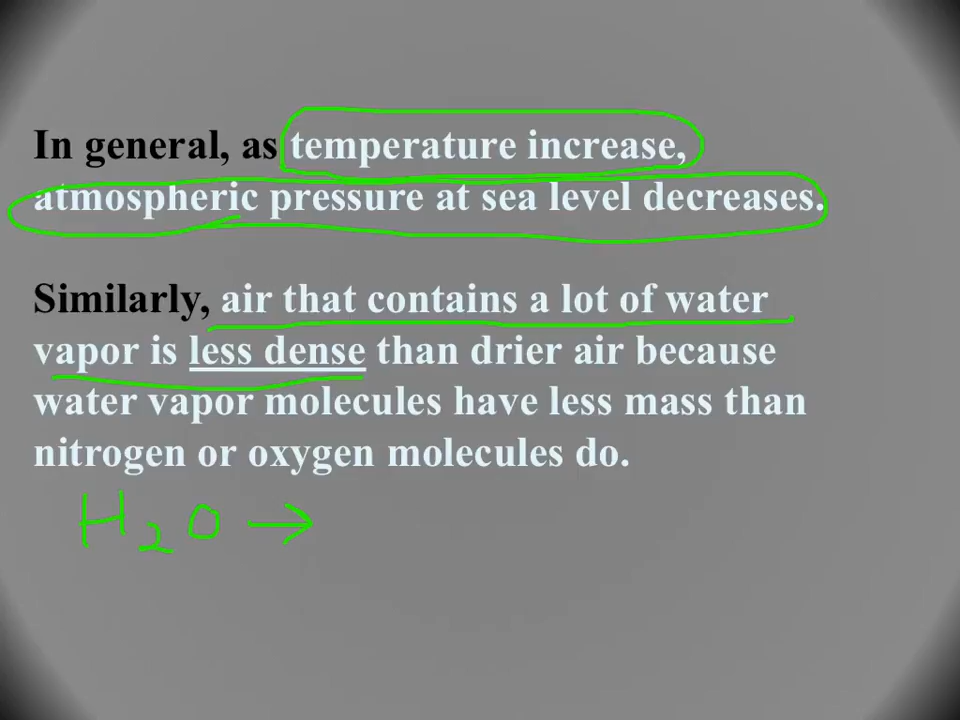 In general, as temperature increase,
atmospheric pressure at sea level decreases.
Similarly, air that contains a lot of water
vapor is less dense than drier air because
water vapor molecules have less mass than
nitrogen or oxygen molecules do.
H₂O →